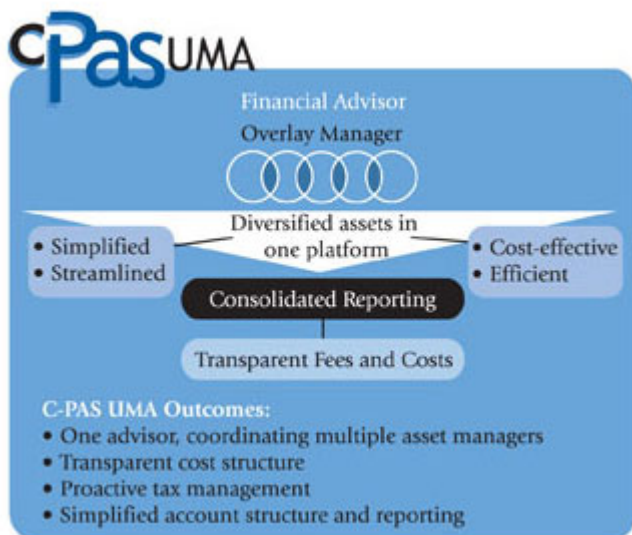 cPas UMA
Financial Advisor
Overlay Manager
Diversified assets in
one platform
• Simplified
• Streamlined
• Cost-effective
• Efficient
Consolidated Reporting
Transparent Fees and Costs
C-PAS UMA Outcomes:
• One advisor, coordinating multiple asset managers
• Transparent cost structure
• Proactive tax management
• Simplified account structure and reporting